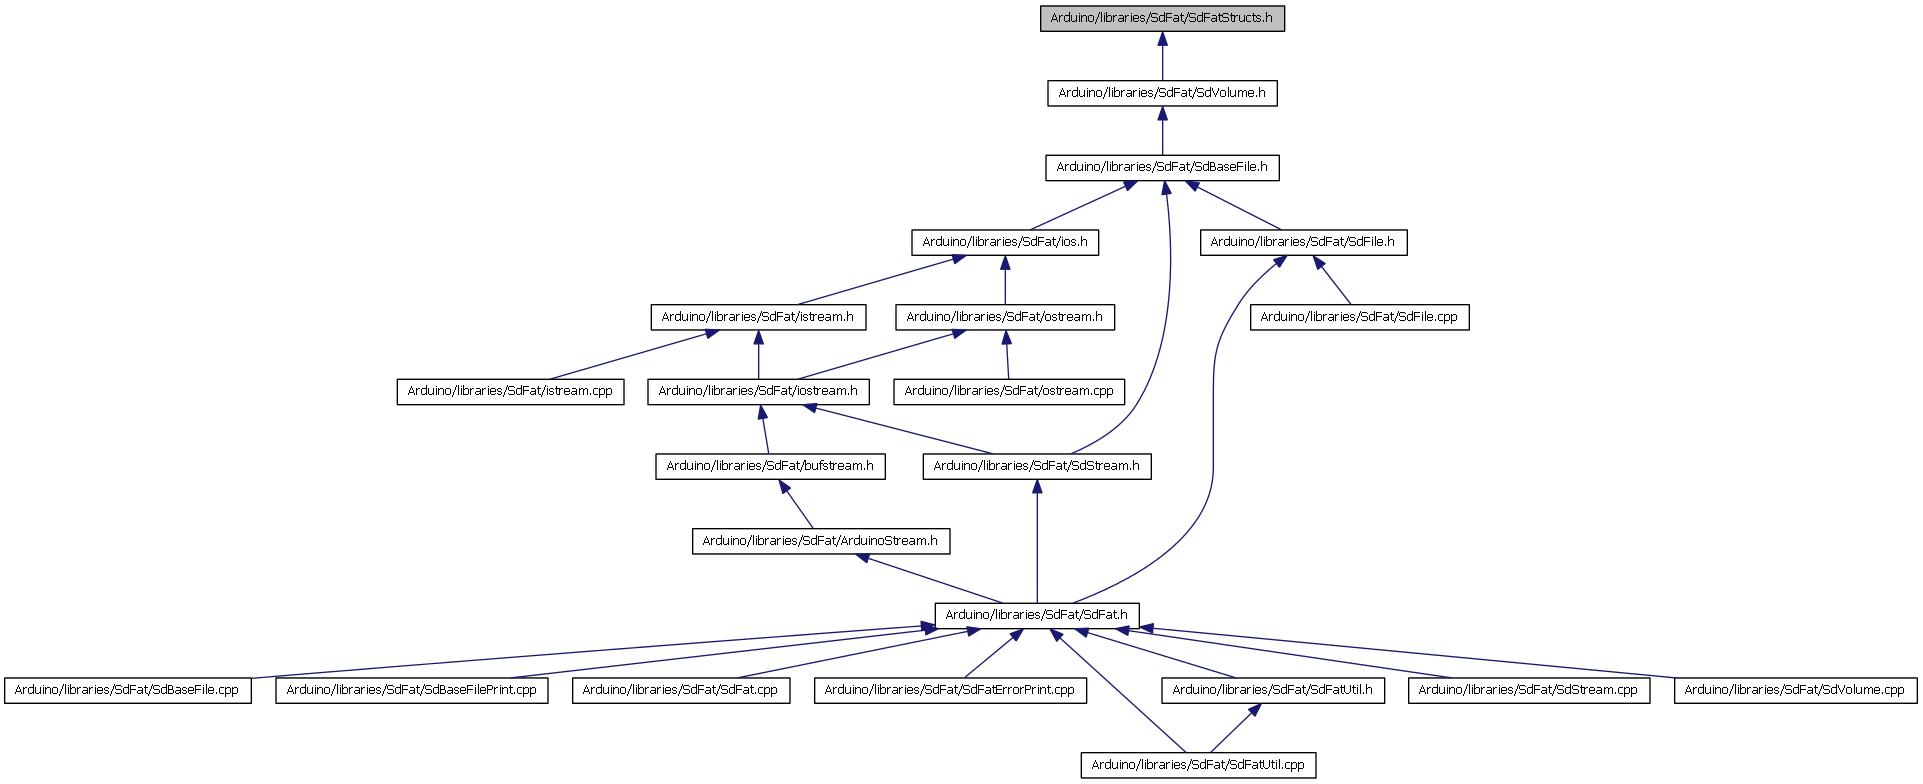 Arduino/libraries/SdFat/SdFatStructs.h
Arduino/libraries/SdFat/SdVolume.h
Arduino/libraries/SdFat/SdBaseFile.h
Arduino/libraries/SdFat/ios.h
Arduino/libraries/SdFat/SdFile.h
Arduino/libraries/SdFat/istream.h
Arduino/libraries/SdFat/ostream.h
Arduino/libraries/SdFat/SdFile.cpp
Arduino/libraries/SdFat/istream.cpp
Arduino/libraries/SdFat/iostream.h
Arduino/libraries/SdFat/ostream.cpp
Arduino/libraries/SdFat/bufstream.h
Arduino/libraries/SdFat/SdStream.h
Arduino/libraries/SdFat/ArduinoStream.h
Arduino/libraries/SdFat/SdFat.h
Arduino/libraries/SdFat/SdBaseFile.cpp
Arduino/libraries/SdFat/SdBaseFilePrint.cpp
Arduino/libraries/SdFat/SdFat.cpp
Arduino/libraries/SdFat/SdFatErrorPrint.cpp
Arduino/libraries/SdFat/SdFatUtil.h
Arduino/libraries/SdFat/SdStream.cpp
Arduino/libraries/SdFat/SdVolume.cpp
Arduino/libraries/SdFat/SdFatUtil.cpp